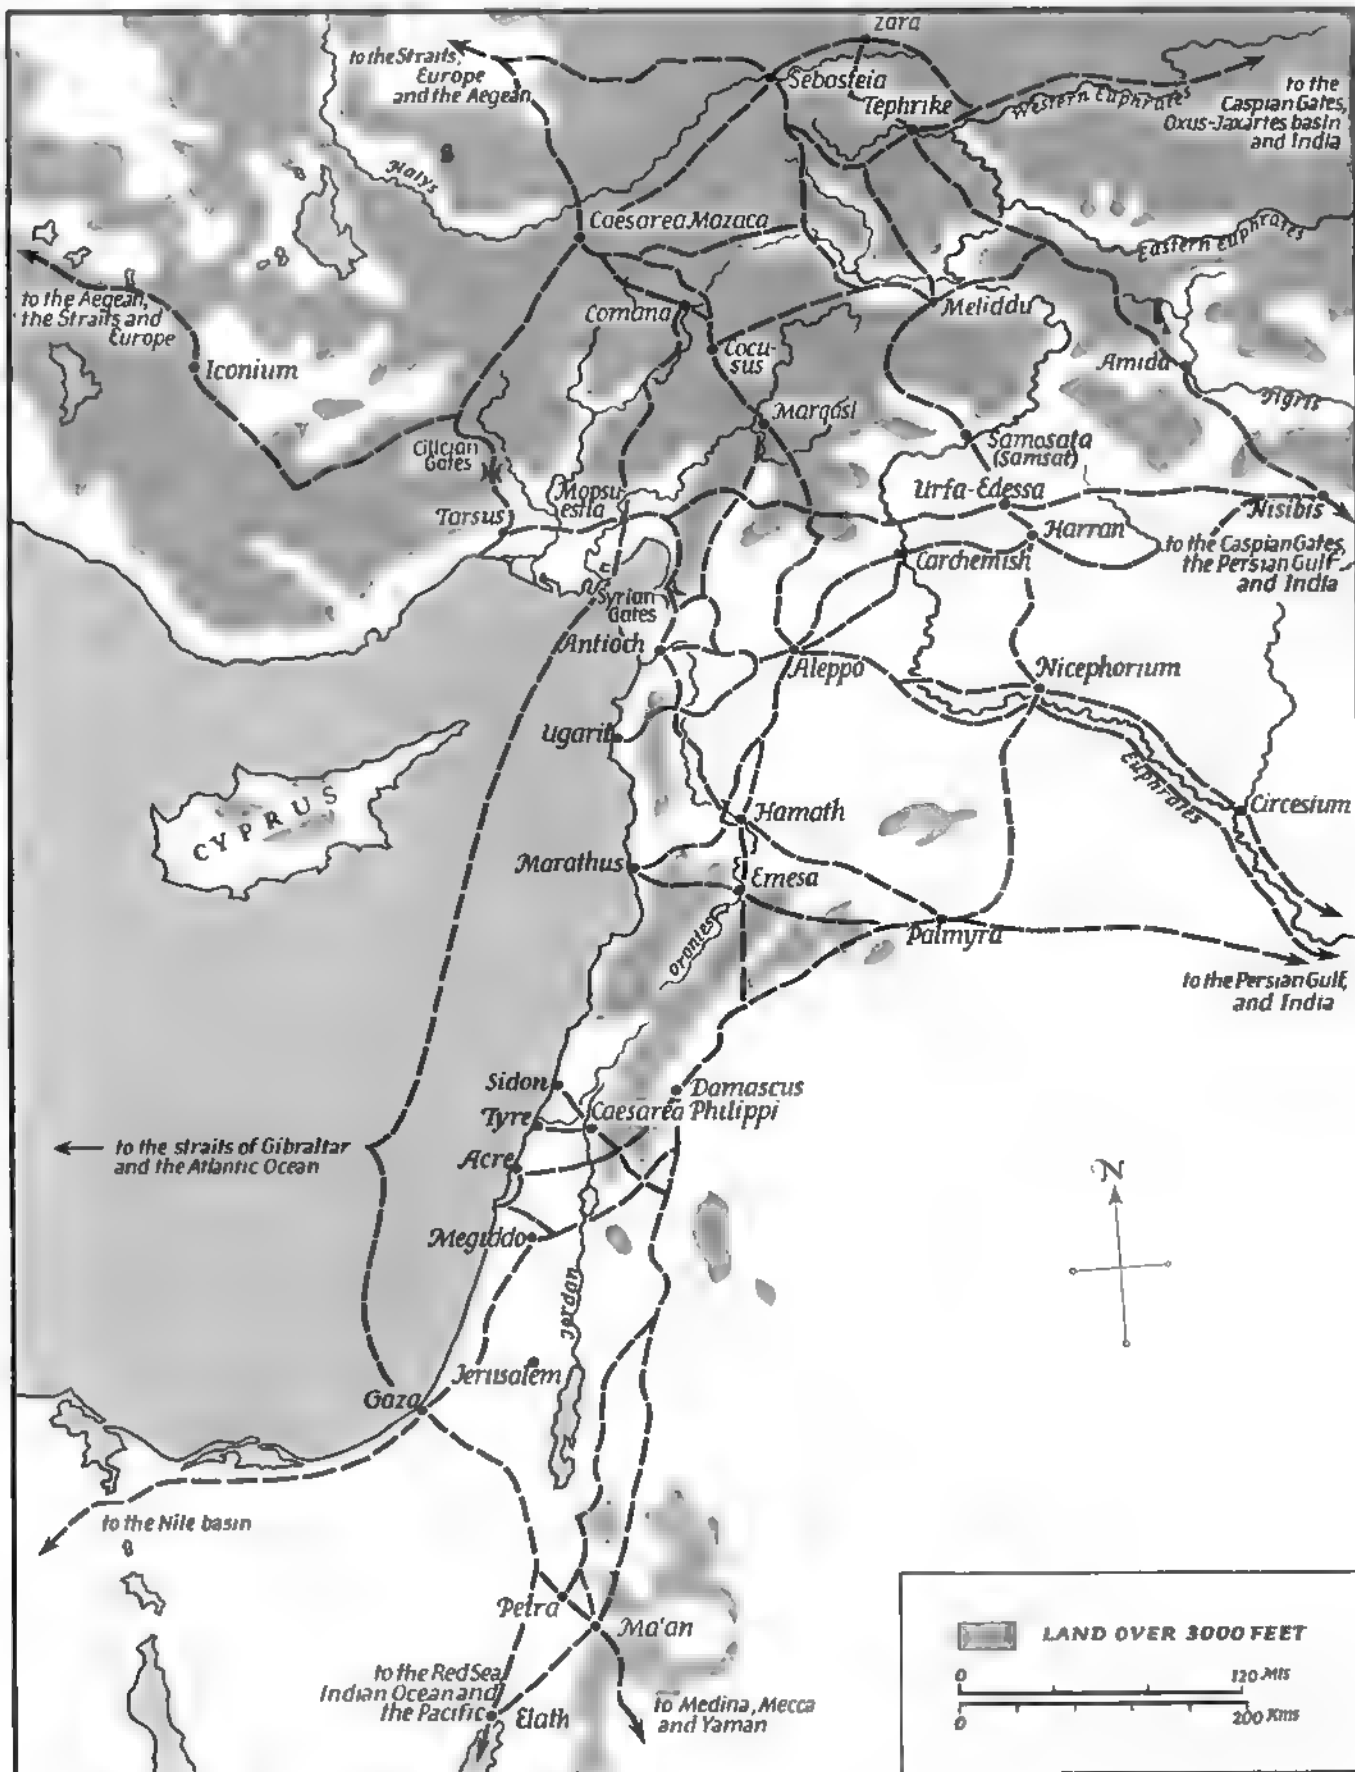 Zara
to the Straits,
Europe
and the Aegean
Sebasteia
to the
Caspian Gates,
Oxus-Jaxartes basin
and India
Tephrike
Western Euphrates
Halys
Caesarea Mazaca
Eastern Euphrates
to the Aegean,
the Straits and
Europe
Comana
Meliddu
Iconium
Cocu-
sus
Amida
Tigris
Marqasi
Cilician
Gates
Samosata
(Samsat)
Mopsu-
estia
Urfa-Edessa
Tarsus
Nisibis
Harran
Carchemish
to the Caspian Gates,
the Persian Gulf
and India
Syrian
Gates
Antioch
Aleppo
Nicephorium
Ugarit
Euphrates
CYPRUS
Hamath
Circesium
Marathus
Emesa
Orontes
Palmyra
to the Persian Gulf,
and India
Sidon
Damascus
Tyre
Caesarea Philippi
to the straits of Gibraltar
and the Atlantic Ocean
Acre
N
Megiddo
Jordan
Jerusalem
Gaza
to the Nile basin
Petra
Ma'an
LAND OVER 3000 FEET
to the Red Sea
Indian Ocean and
the Pacific
Elath
to Medina, Mecca
and Yaman
0 120 Mls
0 200 Kms